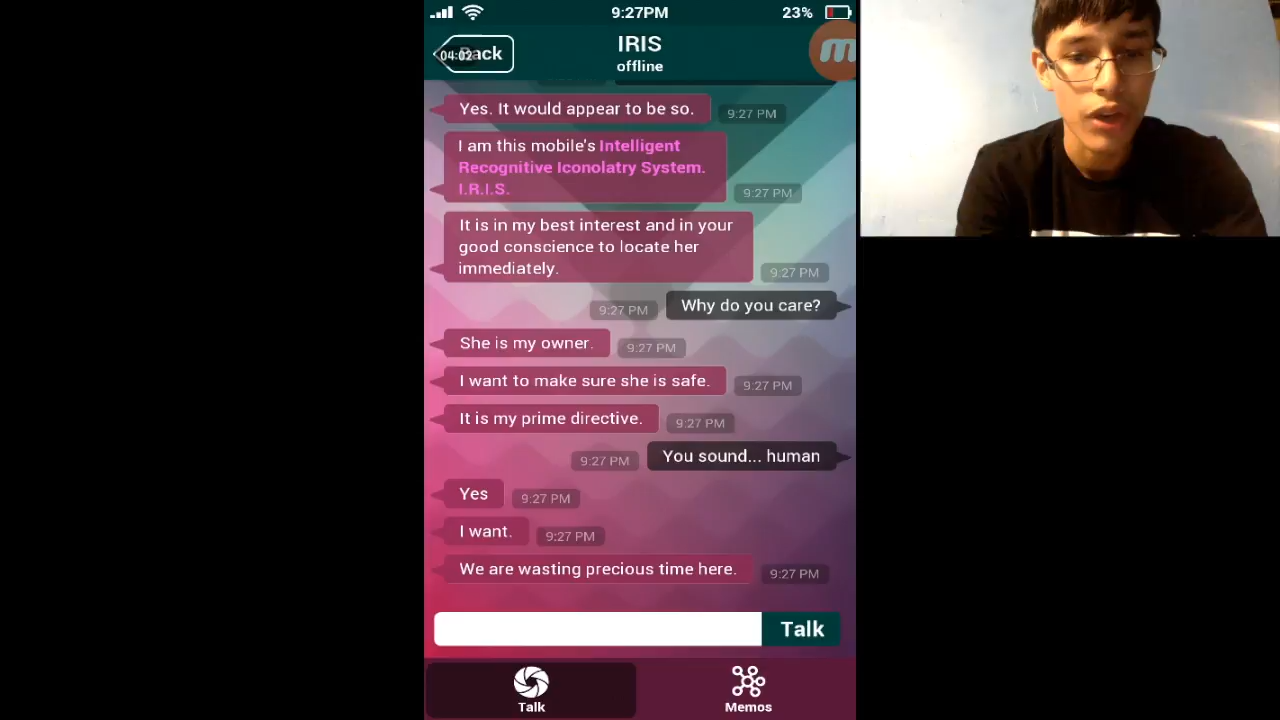 9:27PM
23%
04:02
ck
IRIS
offline
Yes. It would appear to be so.
9:27 PM
I am this mobile's Intelligent
Recognitive Iconolatry System.
I.R.I.S.
9:27 PM
It is in my best interest and in your
good conscience to locate her
immediately.
9:27 PM
9:27 PM
Why do you care?
She is my owner.
9:27 PM
I want to make sure she is safe.
9:27 PM
It is my prime directive.
9:27 PM
9:27 PM
You sound... human
Yes
9:27 PM
I want.
9:27 PM
We are wasting precious time here.
9:27 PM
Talk
Talk
Memos